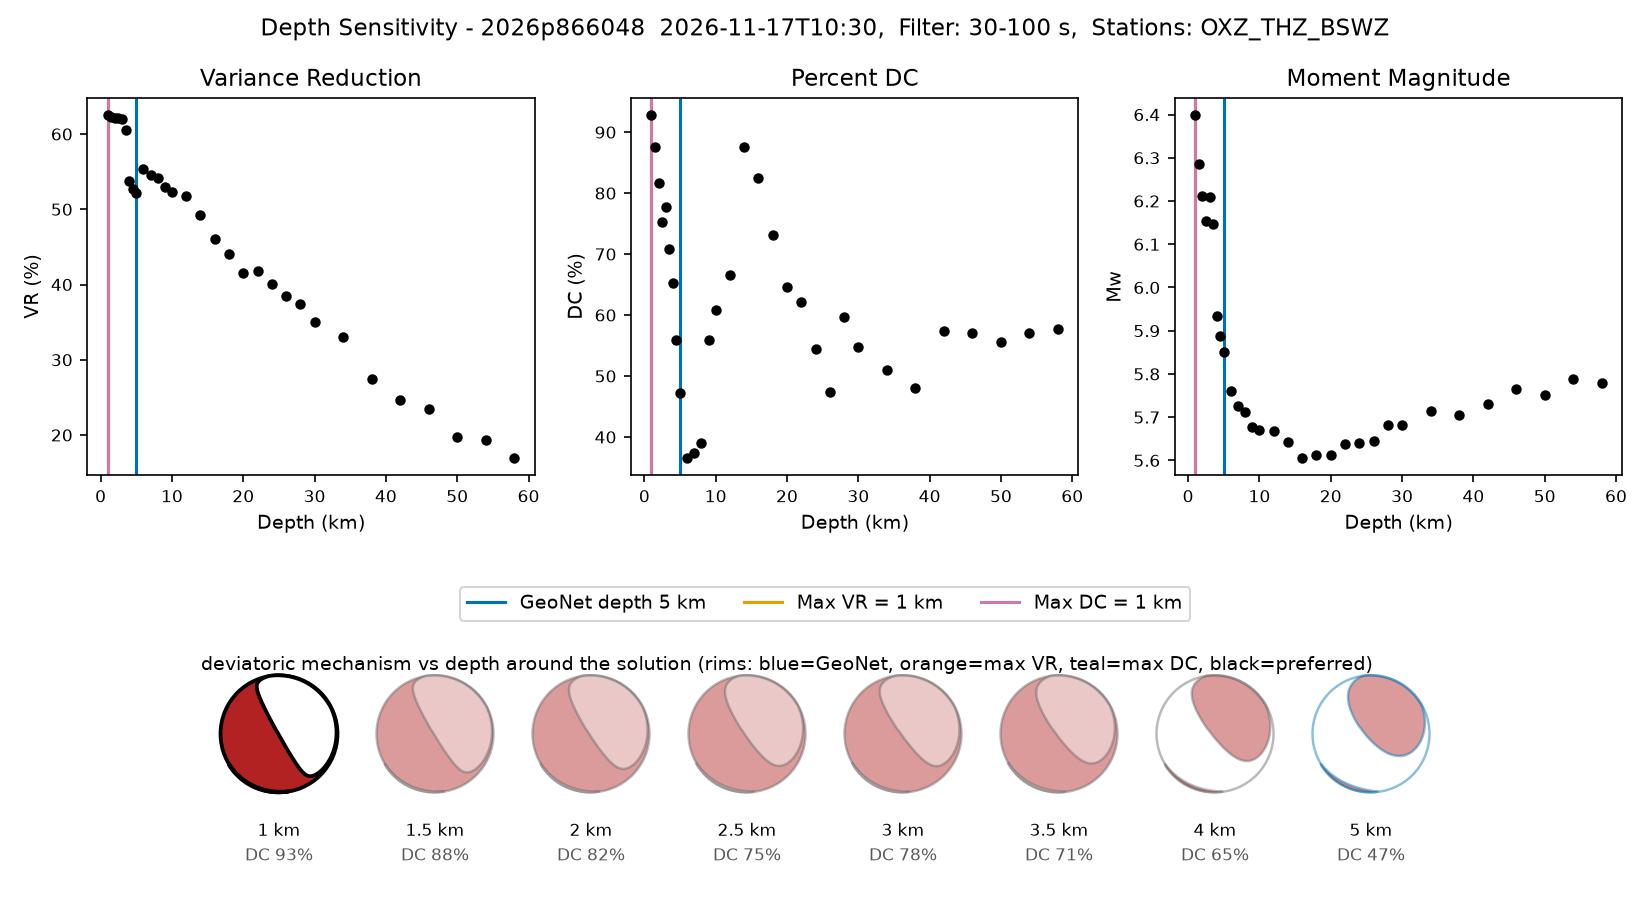 Depth Sensitivity - 2026p866048  2026-11-17T10:30,  Filter: 30-100 s,  Stations: OXZ_THZ_BSWZ
Variance Reduction
Percent DC
Moment Magnitude
VR (%)
60
50
40
30
20
0 10 20 30 40 50 60
Depth (km)
DC (%)
90
80
70
60
50
40
0 10 20 30 40 50 60
Depth (km)
Mw
6.4
6.3
6.2
6.1
6.0
5.9
5.8
5.7
5.6
0 10 20 30 40 50 60
Depth (km)
GeoNet depth 5 km
Max VR = 1 km
Max DC = 1 km
deviatoric mechanism vs depth around the solution (rims: blue=GeoNet, orange=max VR, teal=max DC, black=preferred)
1 km 1.5 km 2 km 2.5 km 3 km 3.5 km 4 km 5 km
DC 93% DC 88% DC 82% DC 75% DC 78% DC 71% DC 65% DC 47%